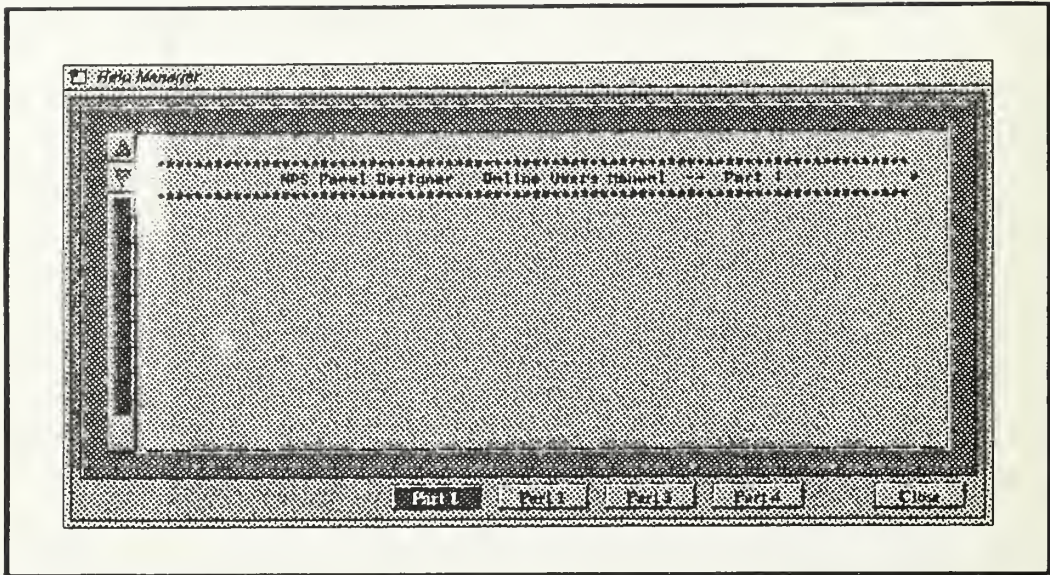 Help Manager
****************************************************************
NPS Panel Designer Online Users Manual --> Part 1 *
****************************************************************
Part 1 Part 2 Part 3 Part 4 Close